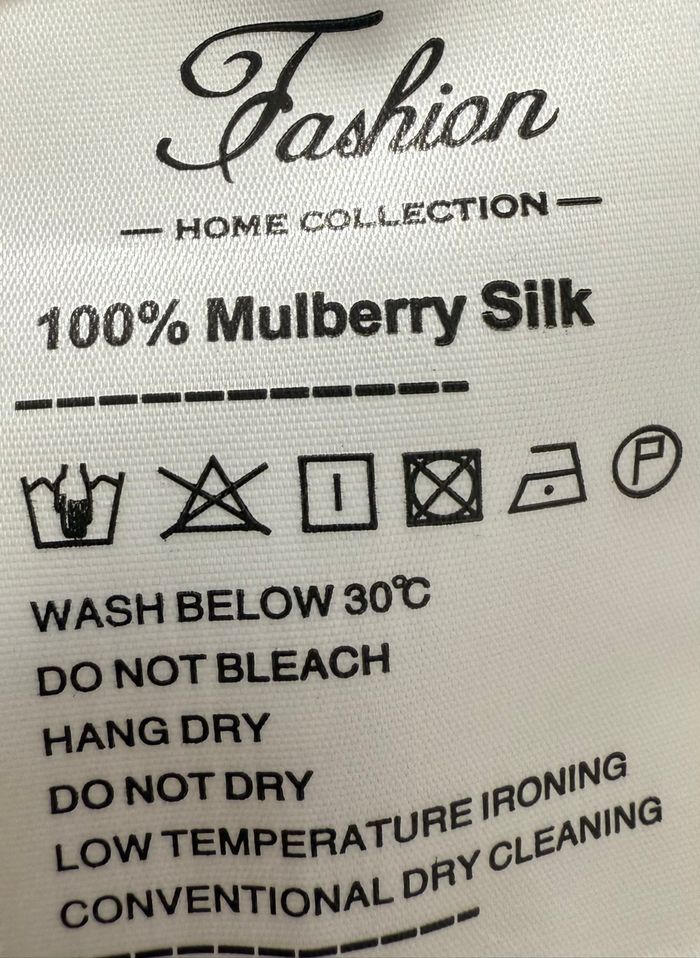 Fashion
— HOME COLLECTION —
100% Mulberry Silk
P
WASH BELOW 30℃
DO NOT BLEACH
HANG DRY
DO NOT DRY
LOW TEMPERATURE IRONING
CONVENTIONAL DRY CLEANING